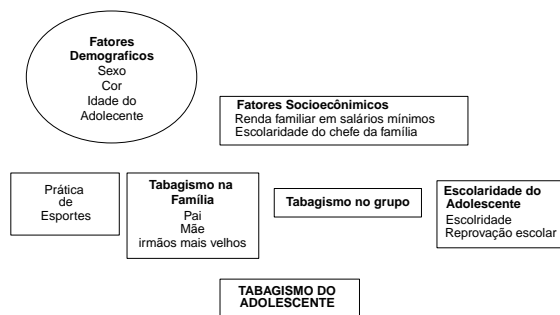 Fatores
Demograficos
Sexo
Cor
Idade do
Adolecente
Fatores Socioecônimicos
Renda familiar em salários mínimos
Escolaridade do chefe da família
Prática
de
Esportes
Tabagismo na
Família
Pai
Mãe
irmãos mais velhos
Tabagismo no grupo
Escolaridade do
Adolescente
Escolridade
Reprovação escolar
TABAGISMO DO
ADOLESCENTE